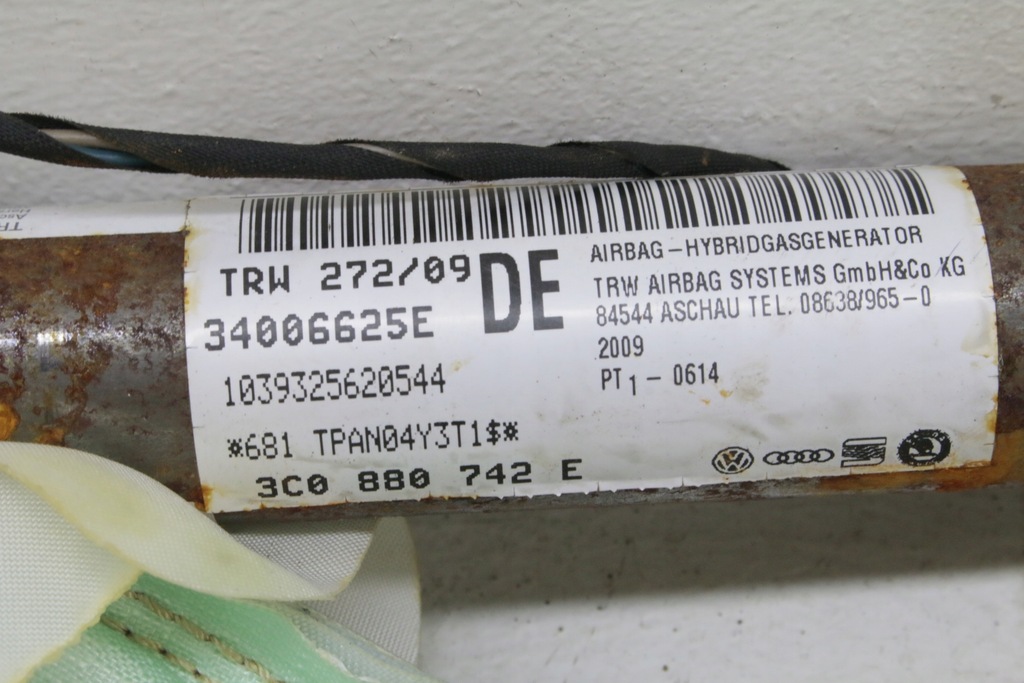 TRW 272/09
34006625E
1039325620544
*681 TPAN04Y3T1$*
3C0 880 742 E
DE
AIRBAG-HYBRIDGASGENERATOR
TRW AIRBAG SYSTEMS GmbH&Co KG
84544 ASCHAU TEL. 08638/965-0
2009
PT1 - 0614